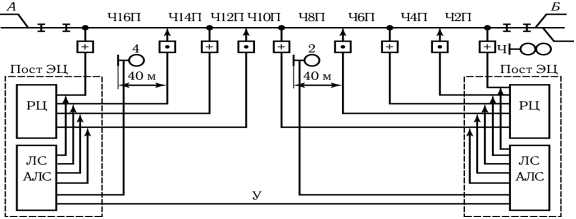 А Ч16П Ч14П Ч12П Ч10П Ч8П Ч6П Ч4П Ч2П Б
4 2 Ч
Пост ЭЦ 40 м 40 м Пост ЭЦ
РЦ РЦ
ЛС ЛС
АЛС АЛС
У